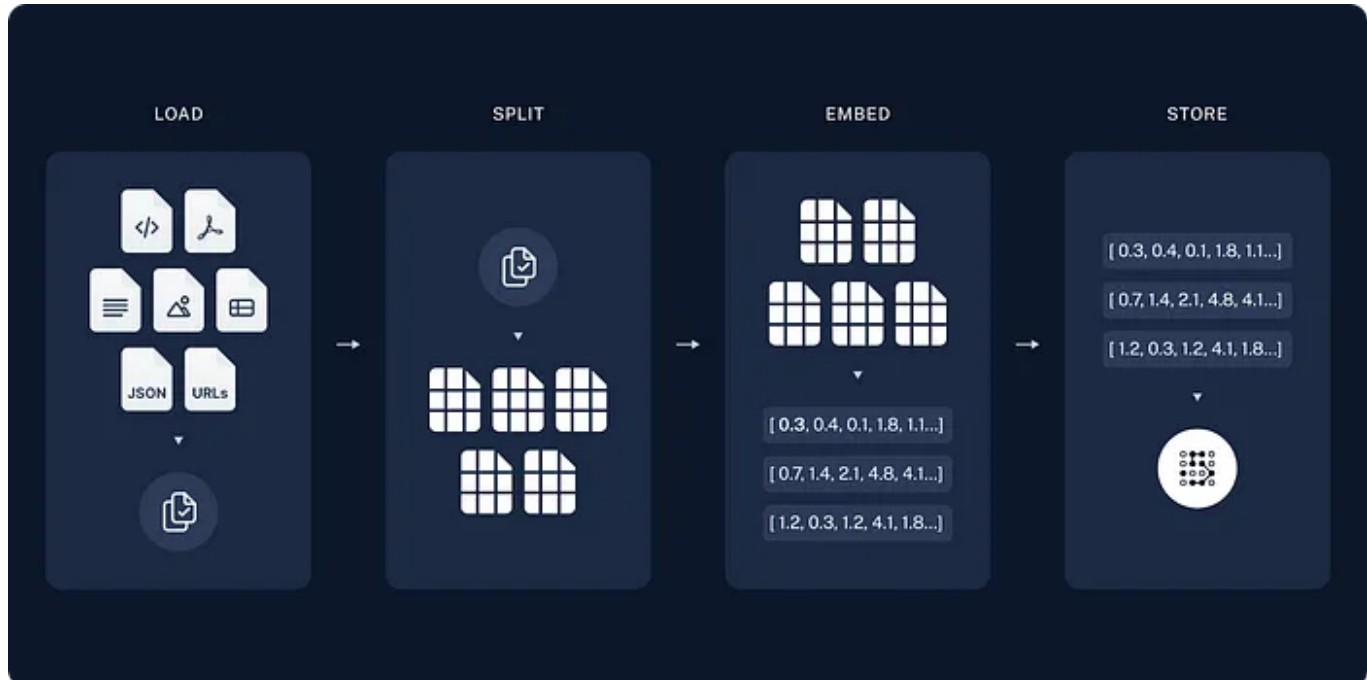 LOAD
SPLIT
EMBED
STORE
</>
JSON
URLs
[ 0.3, 0.4, 0.1, 1.8, 1.1...]
[ 0.7, 1.4, 2.1, 4.8, 4.1...]
[ 1.2, 0.3, 1.2, 4.1, 1.8...]
[ 0.3, 0.4, 0.1, 1.8, 1.1...]
[ 0.7, 1.4, 2.1, 4.8, 4.1...]
[ 1.2, 0.3, 1.2, 4.1, 1.8...]